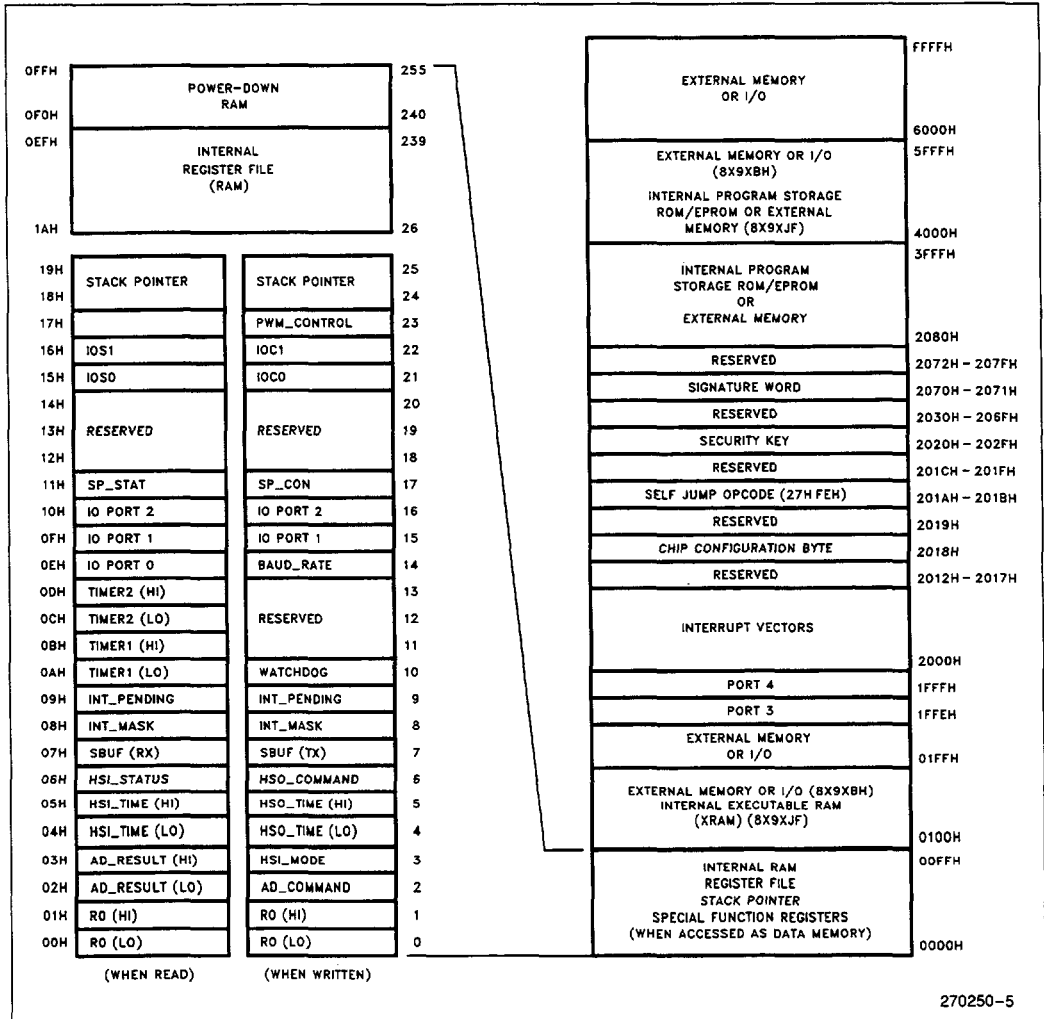 0FFH 255
POWER-DOWN
RAM
0F0H 240
0EFH 239
INTERNAL
REGISTER FILE
(RAM)
1AH 26
19H 25
STACK POINTER STACK POINTER
18H 24
17H PWM_CONTROL 23
16H IOS1 IOC1 22
15H IOS0 IOC0 21
14H 20
13H RESERVED RESERVED 19
12H 18
11H SP_STAT SP_CON 17
10H IO PORT 2 IO PORT 2 16
0FH IO PORT 1 IO PORT 1 15
0EH IO PORT 0 BAUD_RATE 14
0DH TIMER2 (HI) 13
0CH TIMER2 (LO) RESERVED 12
0BH TIMER1 (HI) 11
0AH TIMER1 (LO) WATCHDOG 10
09H INT_PENDING INT_PENDING 9
08H INT_MASK INT_MASK 8
07H SBUF (RX) SBUF (TX) 7
06H HSI_STATUS HSO_COMMAND 6
05H HSI_TIME (HI) HSO_TIME (HI) 5
04H HSI_TIME (LO) HSO_TIME (LO) 4
03H AD_RESULT (HI) HSI_MODE 3
02H AD_RESULT (LO) AD_COMMAND 2
01H R0 (HI) R0 (HI) 1
00H R0 (LO) R0 (LO) 0
(WHEN READ) (WHEN WRITTEN)
FFFFH
EXTERNAL MEMORY
OR I/O
6000H
EXTERNAL MEMORY OR I/O 5FFFH
(8X9XBH)
INTERNAL PROGRAM STORAGE
ROM/EPROM OR EXTERNAL
MEMORY (8X9XJF) 4000H
3FFFH
INTERNAL PROGRAM
STORAGE ROM/EPROM
OR
EXTERNAL MEMORY
2080H
RESERVED 2072H - 207FH
SIGNATURE WORD 2070H - 2071H
RESERVED 2030H - 206FH
SECURITY KEY 2020H - 202FH
RESERVED 201CH - 201FH
SELF JUMP OPCODE (27H FEH) 201AH - 201BH
RESERVED 2019H
CHIP CONFIGURATION BYTE 2018H
RESERVED 2012H - 2017H
INTERRUPT VECTORS
2000H
PORT 4 1FFFH
PORT 3 1FFEH
EXTERNAL MEMORY
OR I/O 01FFH
EXTERNAL MEMORY OR I/O (8X9XBH)
INTERNAL EXECUTABLE RAM
(XRAM) (8X9XJF)
0100H
INTERNAL RAM 00FFH
REGISTER FILE
STACK POINTER
SPECIAL FUNCTION REGISTERS
(WHEN ACCESSED AS DATA MEMORY)
0000H
270250-5